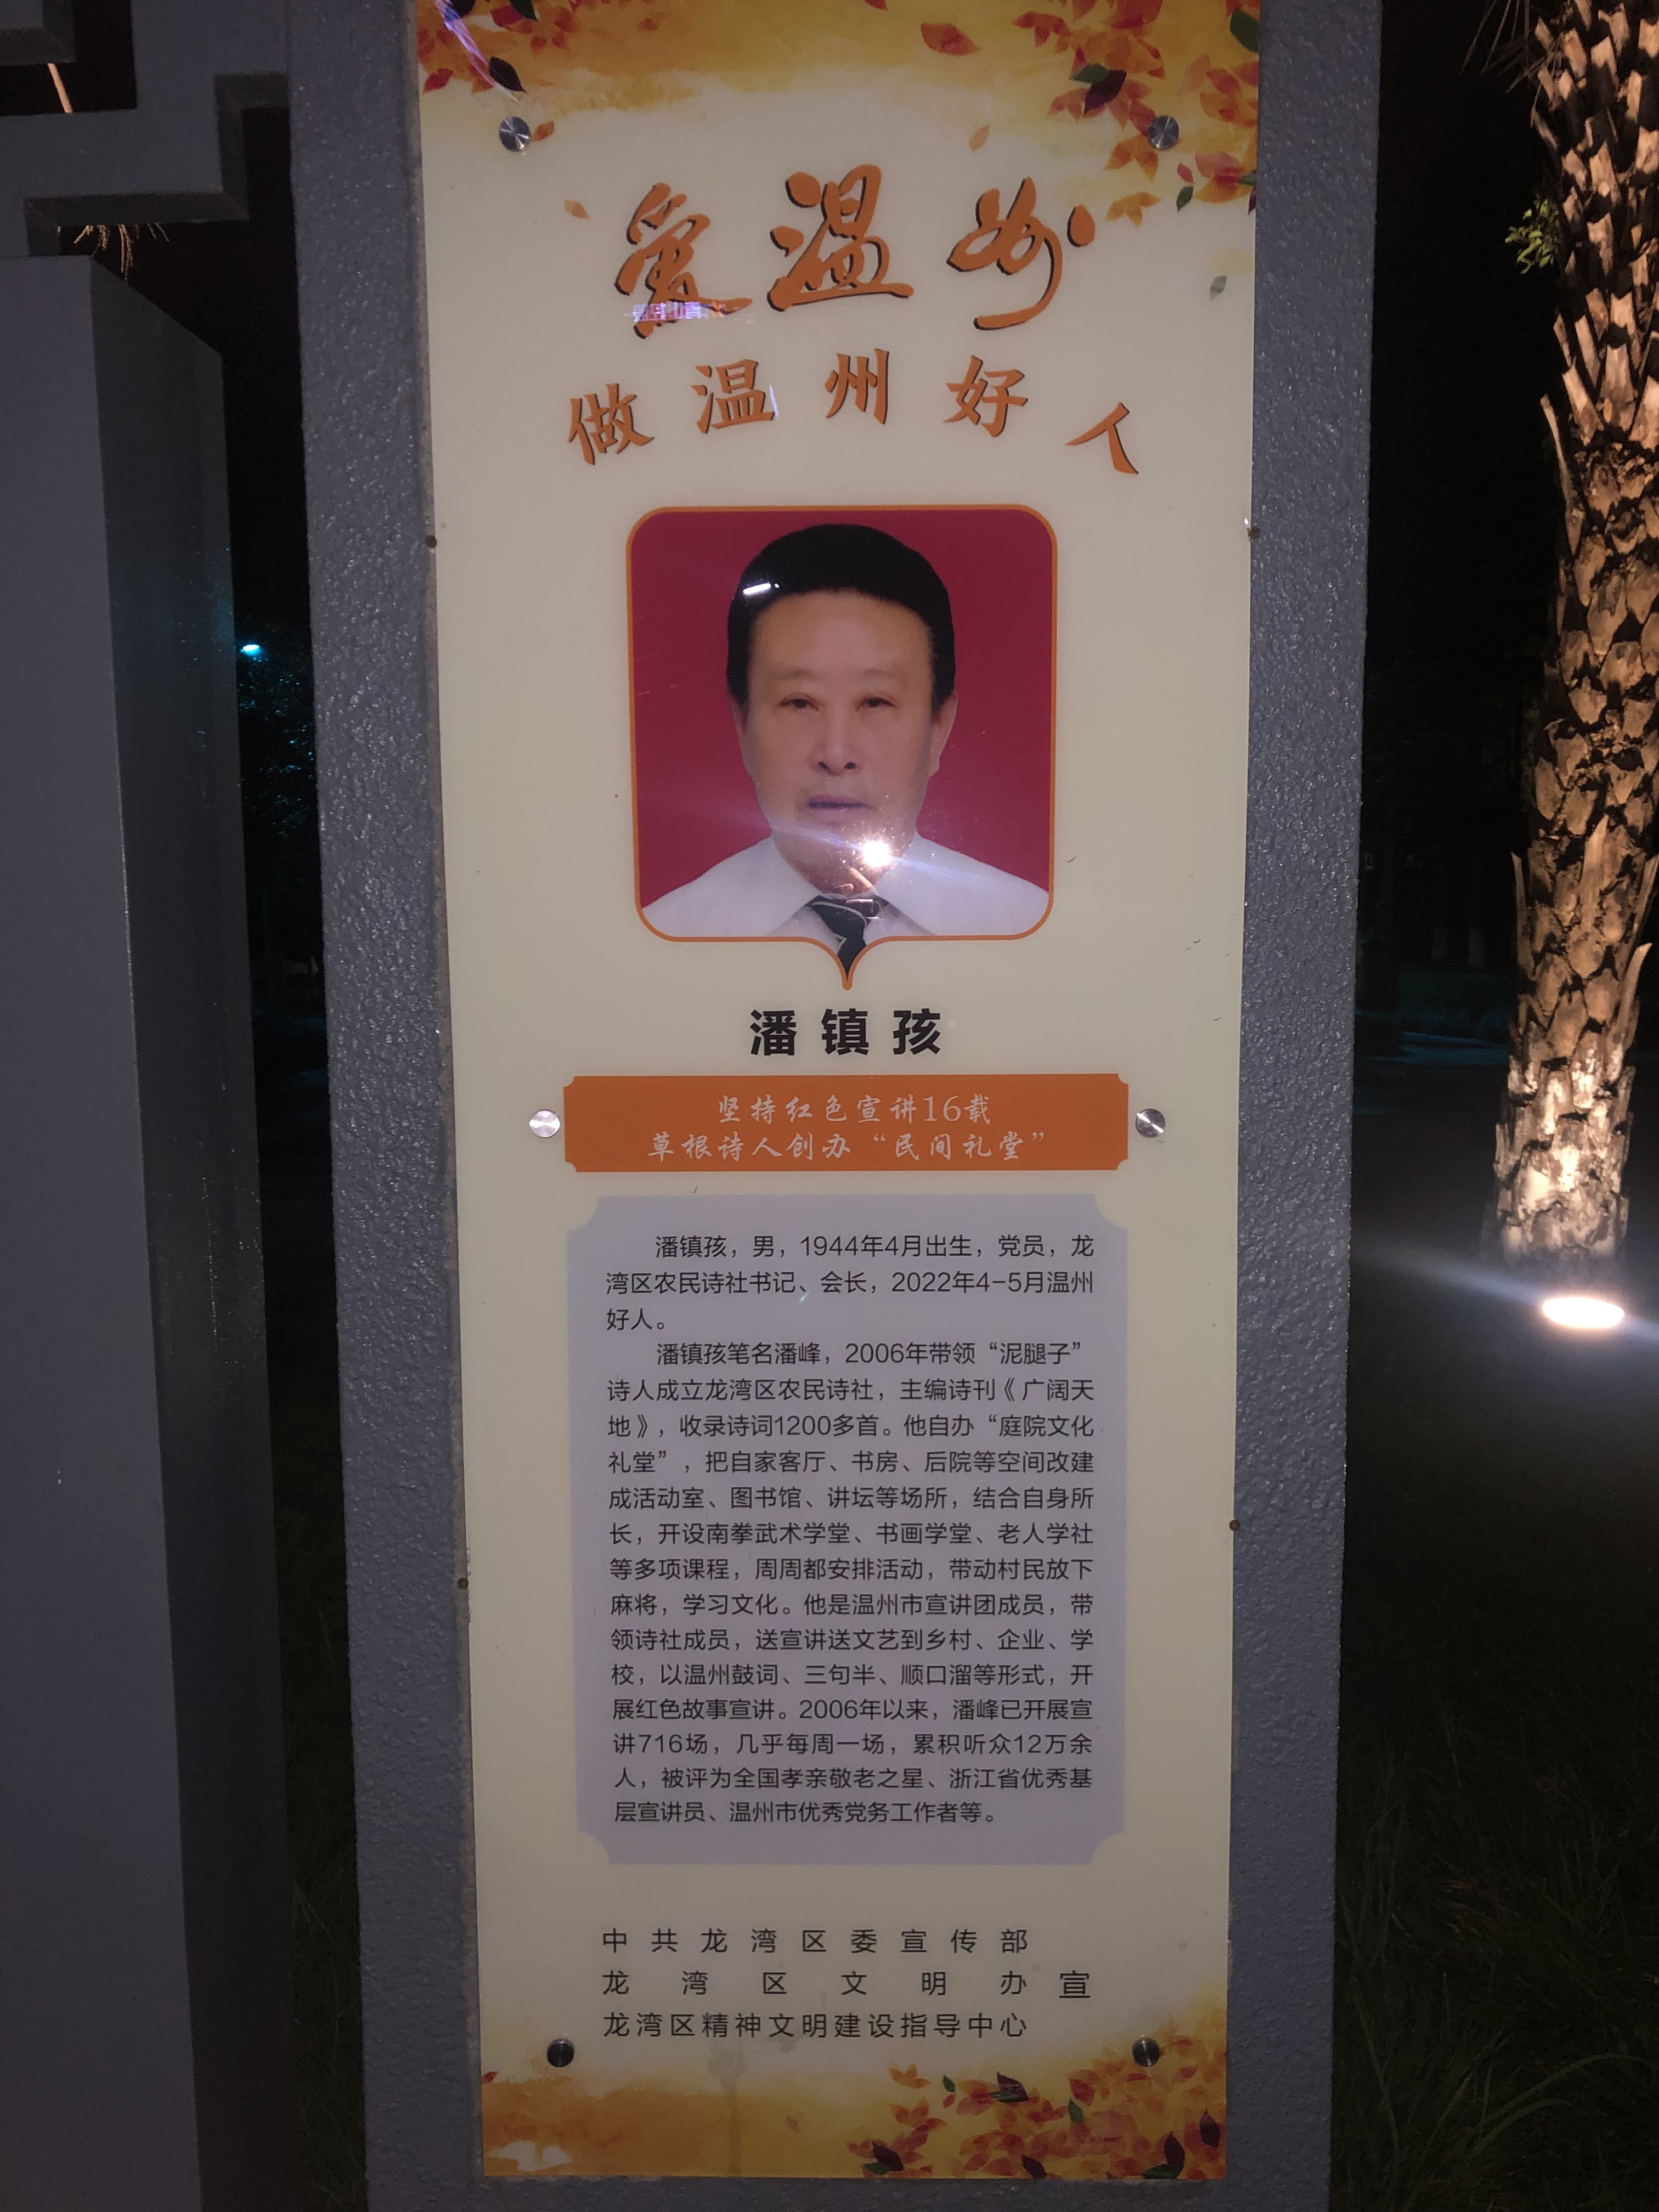 爱温州
做温州好人
潘镇孩
坚持红色宣讲16载
草根诗人创办“民间礼堂”
潘镇孩，男，1944年4月出生，党员，龙
湾区农民诗社书记、会长，2022年4-5月温州
好人。
潘镇孩笔名潘峰，2006年带领“泥腿子”
诗人成立龙湾区农民诗社，主编诗刊《广阔天
地》，收录诗词1200多首。他自办“庭院文化
礼堂”，把自家客厅、书房、后院等空间改建
成活动室、图书馆、讲坛等场所，结合自身所
长，开设南拳武术学堂、书画学堂、老人学社
等多项课程，周周都安排活动，带动村民放下
麻将，学习文化。他是温州市宣讲团成员，带
领诗社成员，送宣讲送文艺到乡村、企业、学
校，以温州鼓词、三句半、顺口溜等形式，开
展红色故事宣讲。2006年以来，潘峰已开展宣
讲716场，几乎每周一场，累积听众12万余
人，被评为全国孝亲敬老之星、浙江省优秀基
层宣讲员、温州市优秀党务工作者等。
中共龙湾区委宣传部
龙湾区文明办 宣
龙湾区精神文明建设指导中心